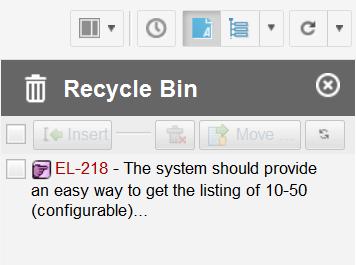 Recycle Bin
Insert
Move ...
EL-218 - The system should provide
an easy way to get the listing of 10-50
(configurable)...